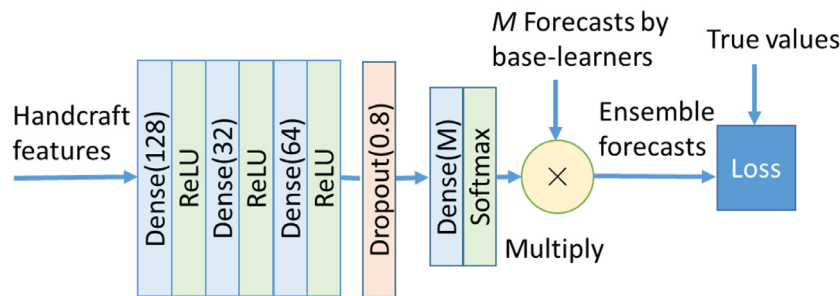 Handcraft
features
Dense(128)
ReLU
Dense(32)
ReLU
Dense(64)
ReLU
Dropout(0.8)
Dense(M)
Softmax
M Forecasts by
base-learners
×
Multiply
Ensemble
forecasts
True values
Loss